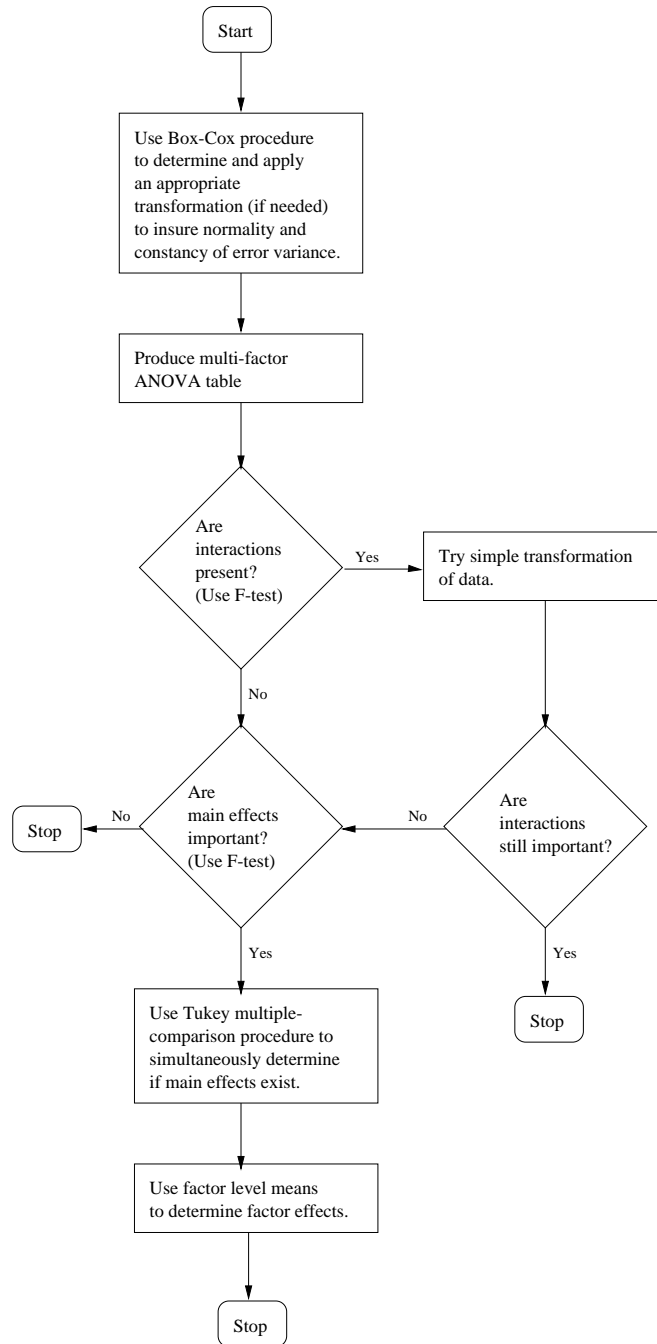 Start
Use Box-Cox procedure
to determine and apply
an appropriate
transformation (if needed)
to insure normality and
constancy of error variance.
Produce multi-factor
ANOVA table
Are
interactions
present?
(Use F-test)
Yes
Try simple transformation
of data.
No
Are
main effects
important?
(Use F-test)
No
Stop
No
Are
interactions
still important?
Yes
Yes
Stop
Use Tukey multiple-
comparison procedure to
simultaneously determine
if main effects exist.
Use factor level means
to determine factor effects.
Stop